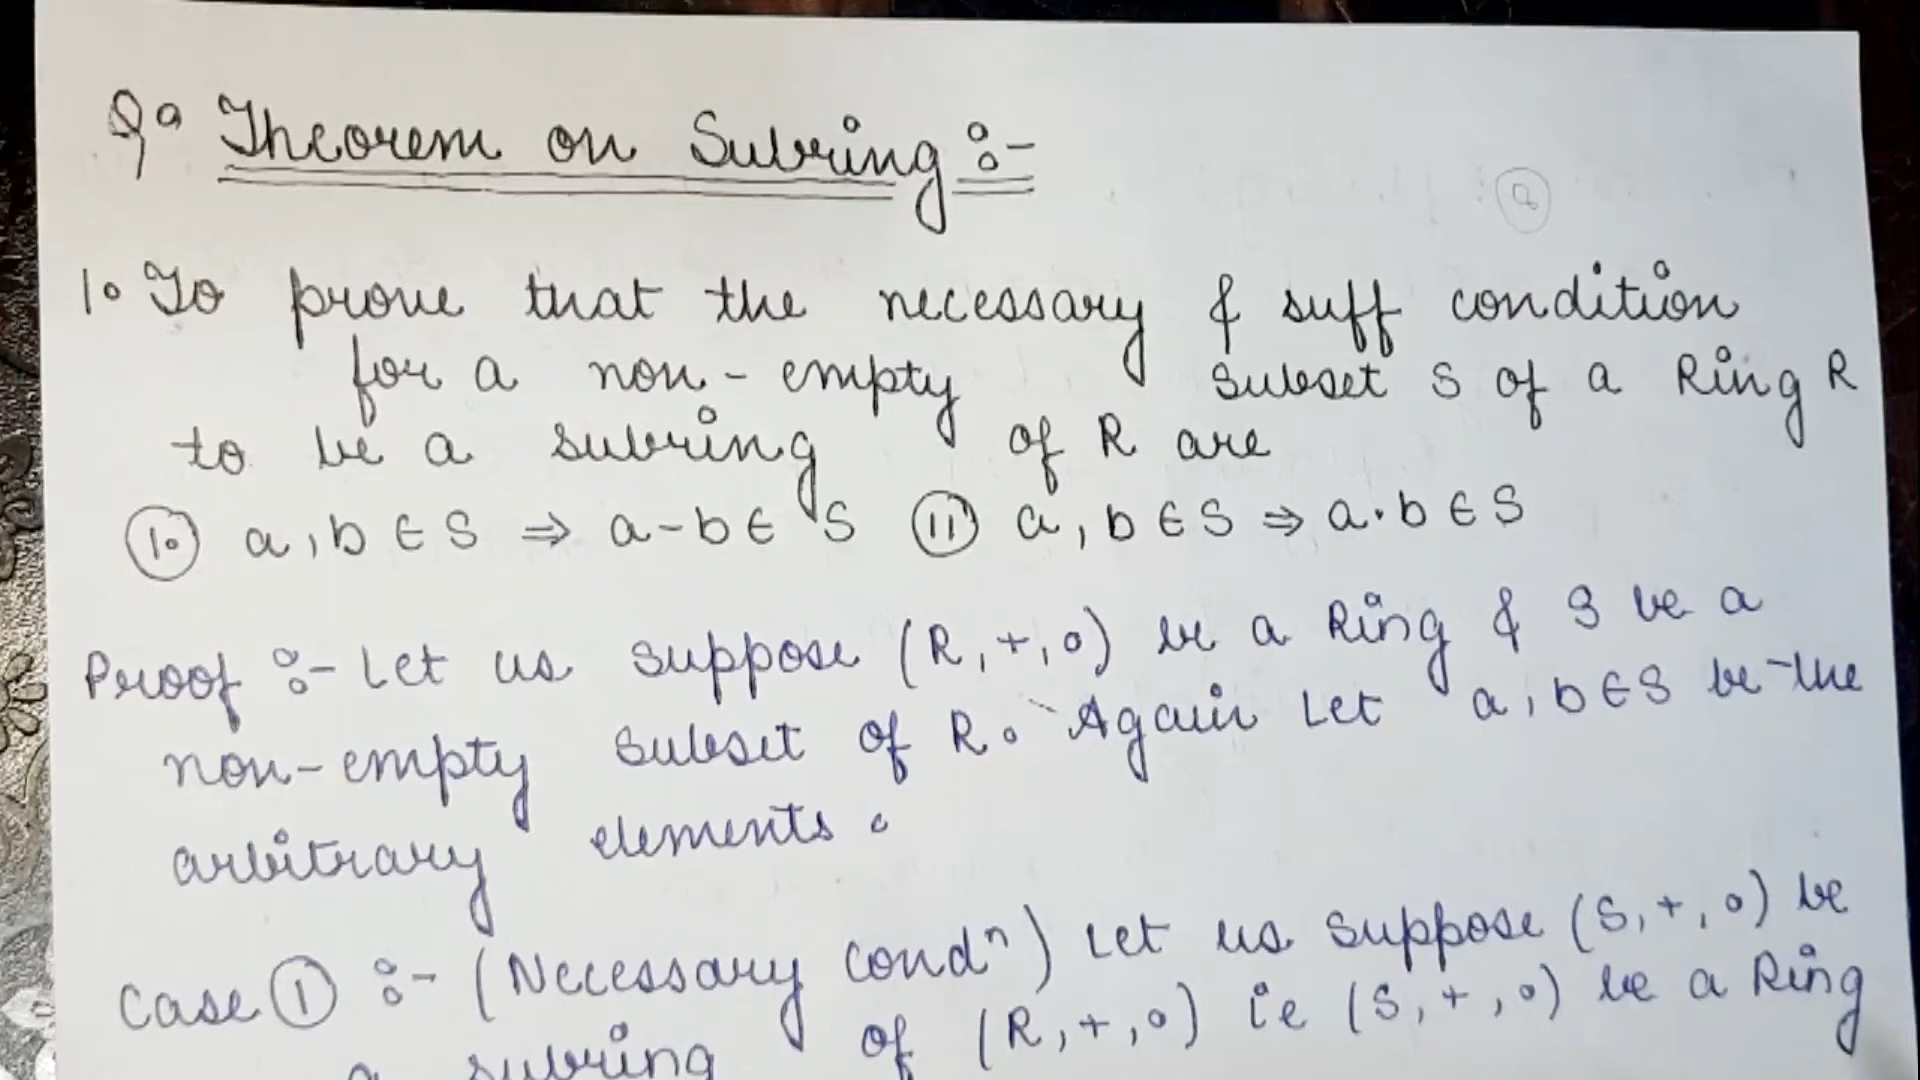 Q. Theorem on Subring :-
1. To prove that the necessary & suff condition
for a non-empty subset S of a Ring R
to be a subring of R are
(i.) a, b ∈ S ⇒ a-b ∈ S (ii) a, b ∈ S ⇒ a·b ∈ S
Proof :- Let us suppose (R, +, ∘) be a Ring & S be a
non-empty subset of R. Again Let a, b ∈ S be the
arbitrary elements.
Case (1) :- (Necessary condⁿ) Let us suppose (S, +, ∘) be
a subring of (R, +, ∘) ie (S, +, ∘) be a Ring